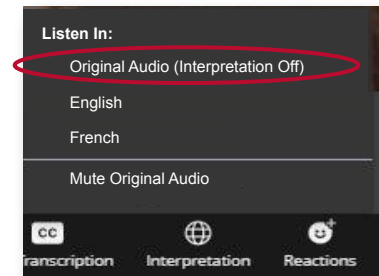 Listen In:
Original Audio (Interpretation Off)
English
French
Mute Original Audio
CC
ranscription Interpretation Reactions